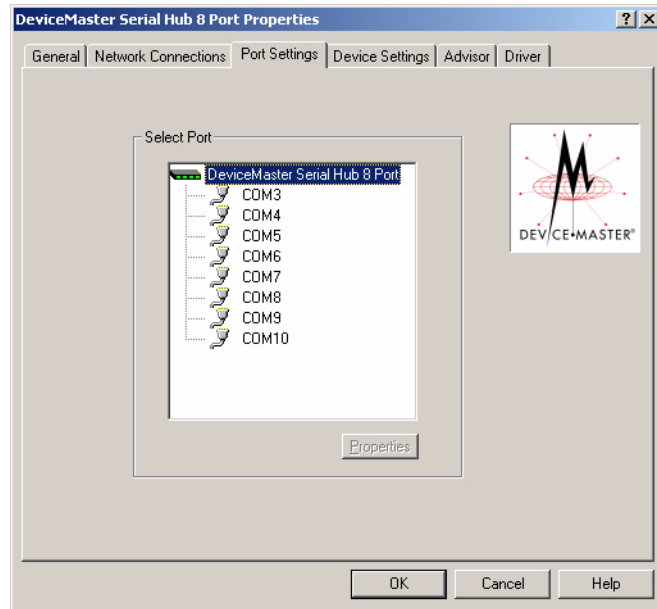 DeviceMaster Serial Hub 8 Port Properties
? ×
General Network Connections Port Settings Device Settings Advisor Driver
Select Port
DeviceMaster Serial Hub 8 Port
COM3
COM4
COM5
COM6
COM7
COM8
COM9
COM10
DEVICE•MASTER®
Properties
OK Cancel Help